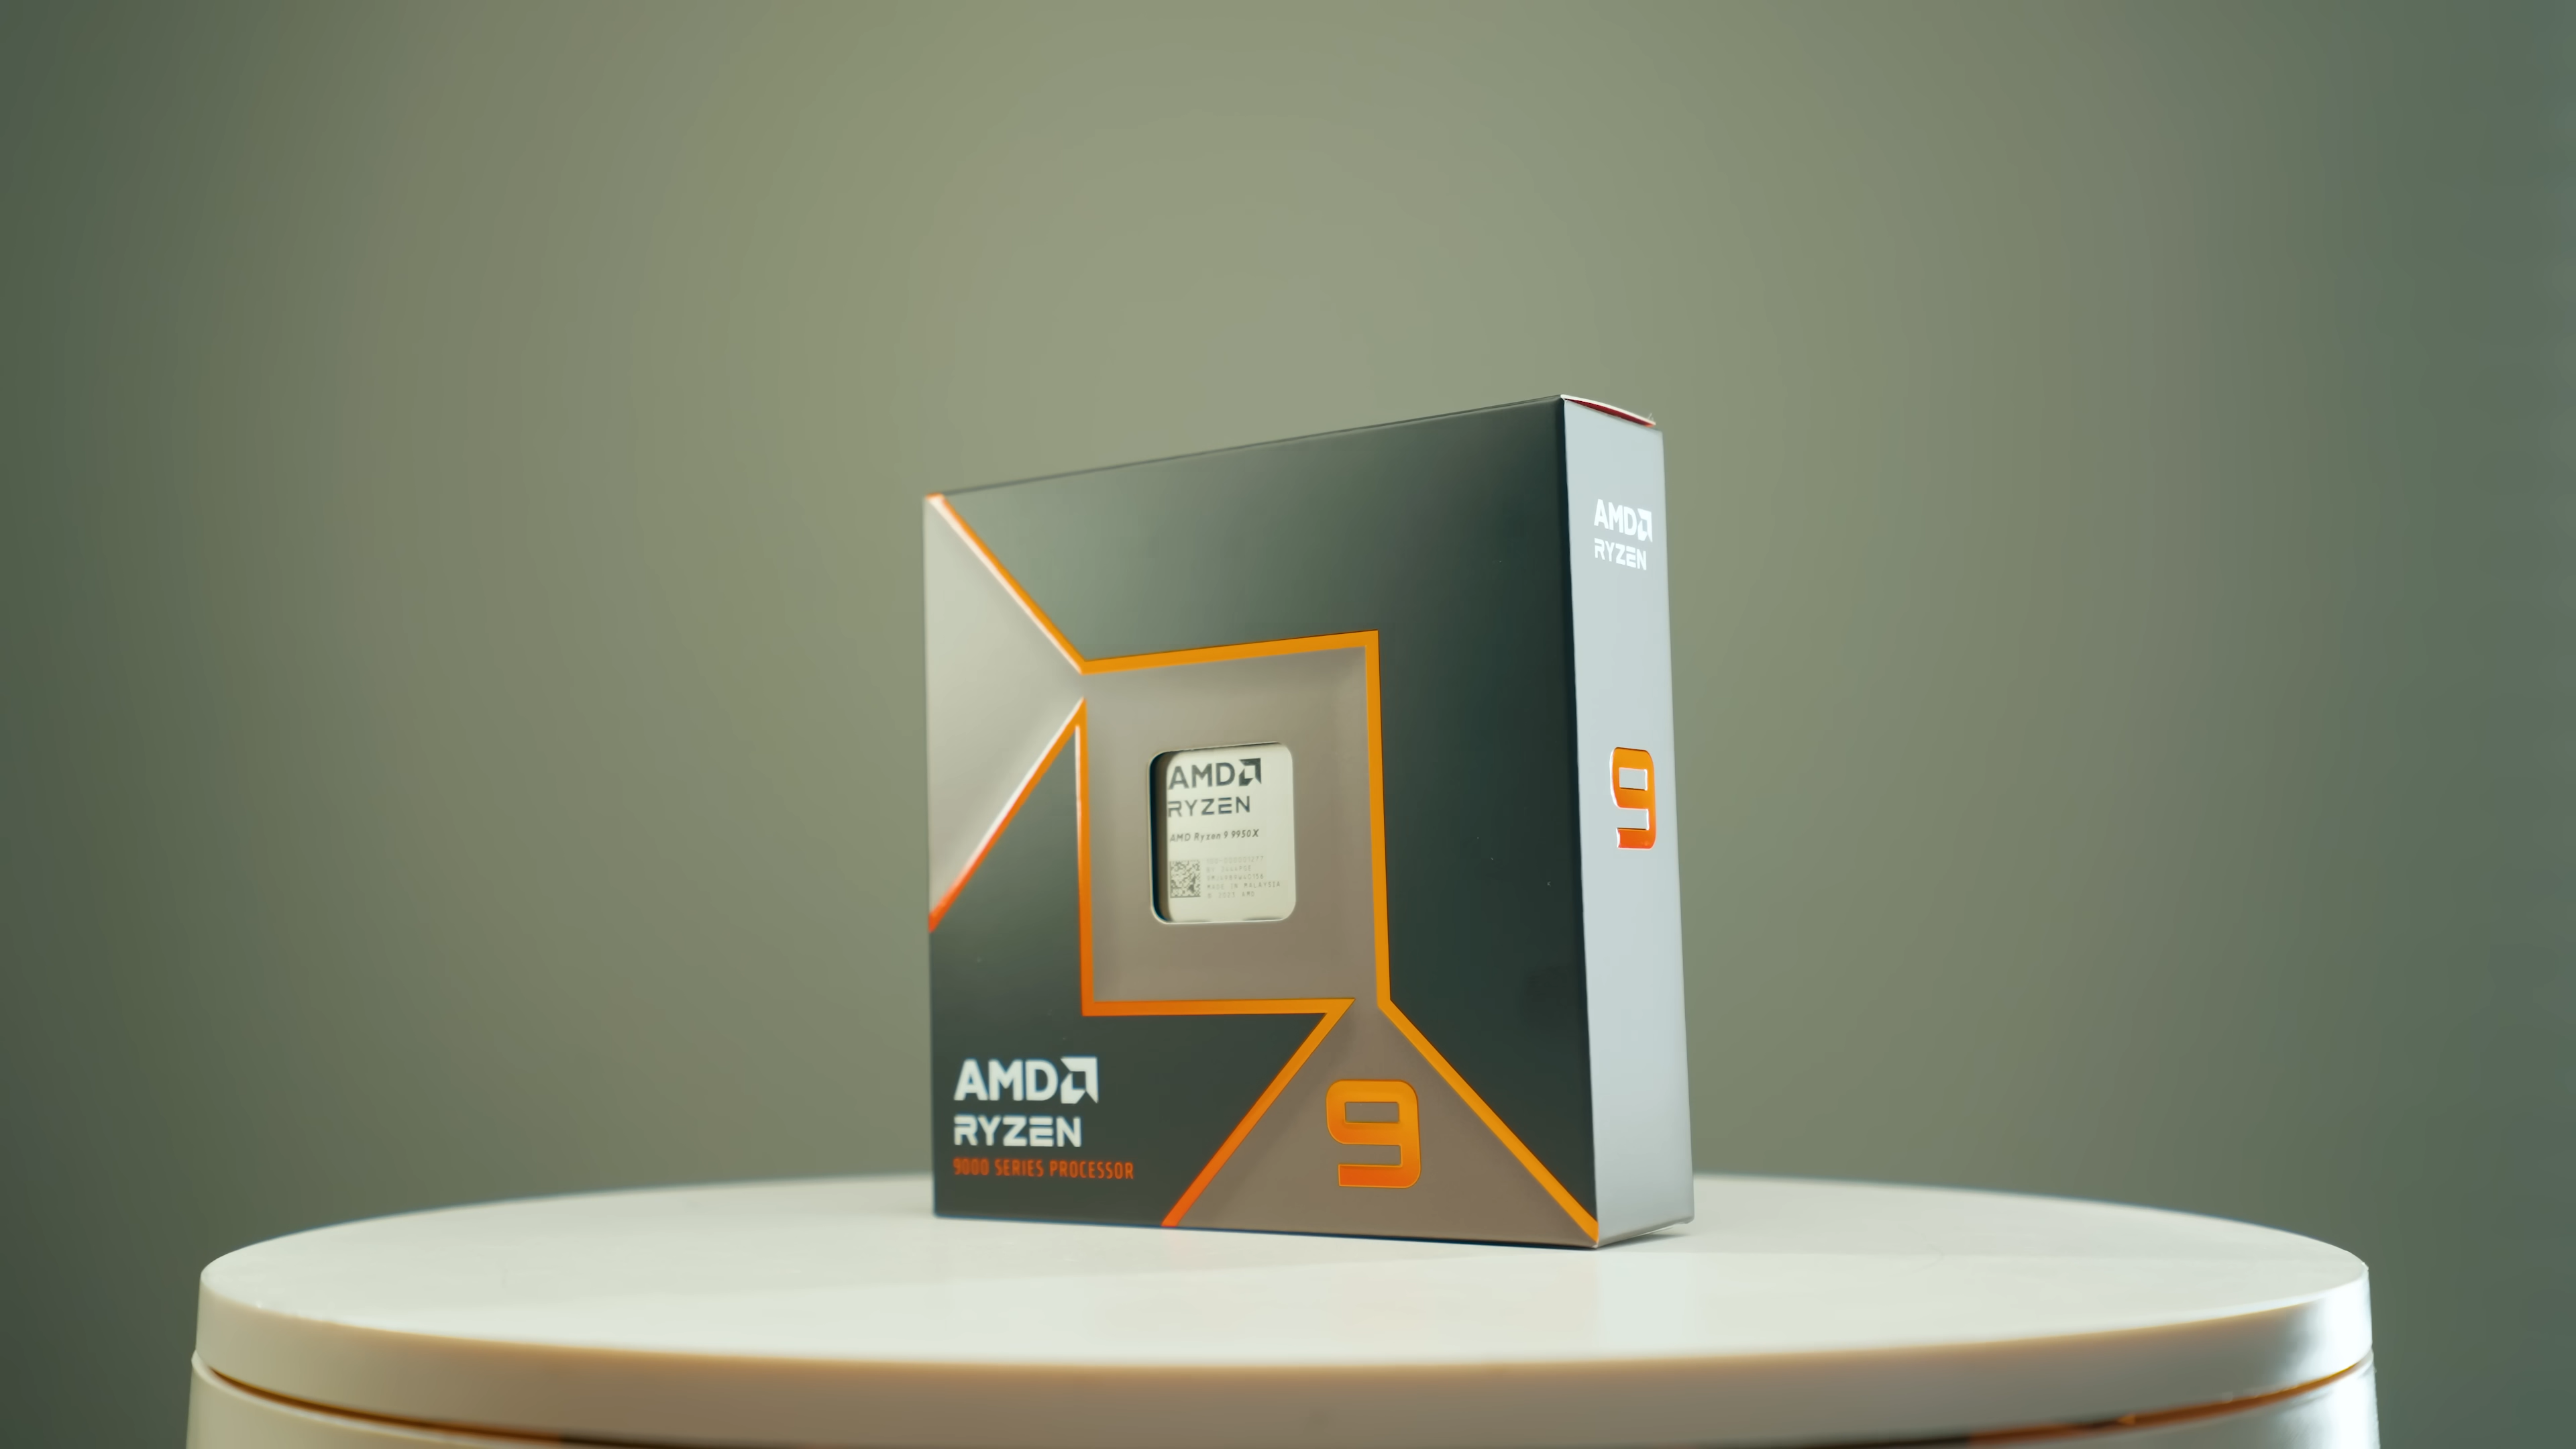 AMD
RYZEN
AMD Ryzen 9 9950X
MADE IN MALAYSIA
AMD
RYZEN
9000 SERIES PROCESSOR
9
AMD
RYZEN
9